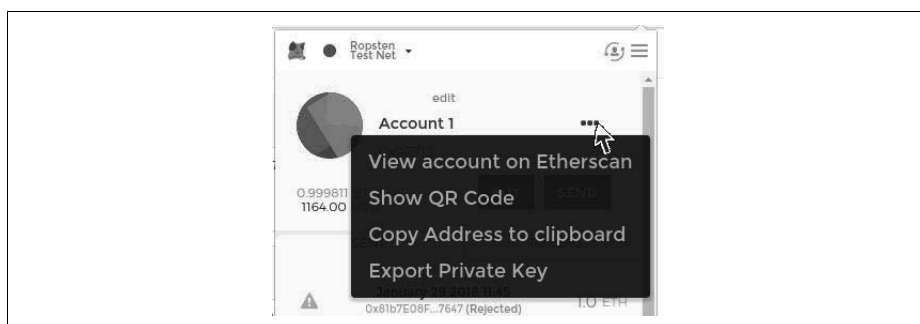 Ropsten
Test Net
edit
Account 1
View account on Etherscan
0.999811
SEND
Show QR Code
1164.00
Copy Address to clipboard
Export Private Key
January 29 2018 11:45
1.0 ETH
0x81b7E08F...7647 (Rejected)